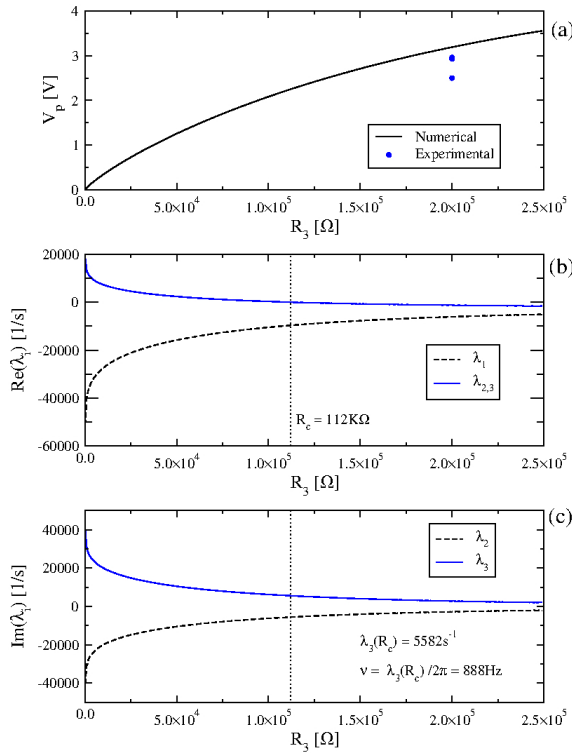 (a)
4
3
2
1
0
V_p [V]
Numerical
Experimental
0.0 5.0×10^4 1.0×10^5 1.5×10^5 2.0×10^5 2.5×10^5
R_3 [Ω]
(b)
20000
0
-20000
-40000
-60000
Re(λ_i) [1/s]
λ_1
λ_{2,3}
R_c = 112KΩ
0.0 5.0×10^4 1.0×10^5 1.5×10^5 2.0×10^5 2.5×10^5
R_3 [Ω]
(c)
40000
20000
0
-20000
-40000
Im(λ_i) [1/s]
λ_2
λ_3
λ_3(R_c) = 5582s^{-1}
ν = λ_3(R_c) /2π = 888Hz
0.0 5.0×10^4 1.0×10^5 1.5×10^5 2.0×10^5 2.5×10^5
R_3 [Ω]